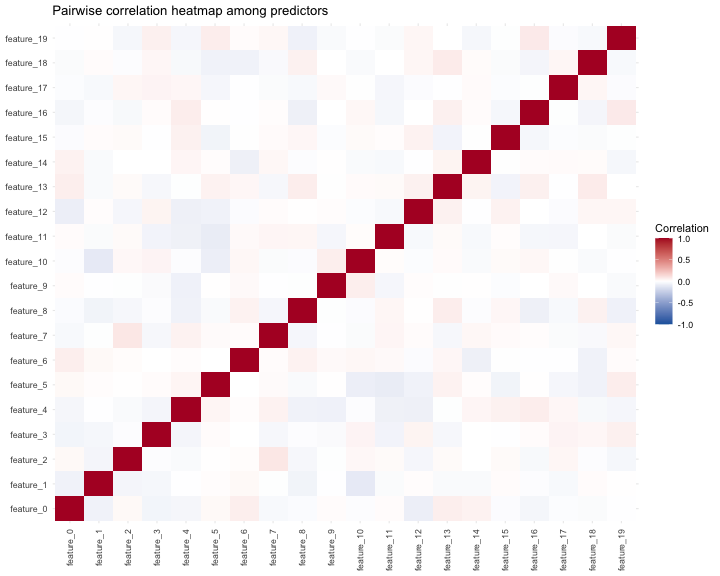 Pairwise correlation heatmap among predictors
feature_19
feature_18
feature_17
feature_16
feature_15
feature_14
feature_13
feature_12
feature_11
feature_10
feature_9
feature_8
feature_7
feature_6
feature_5
feature_4
feature_3
feature_2
feature_1
feature_0
feature_0
feature_1
feature_2
feature_3
feature_4
feature_5
feature_6
feature_7
feature_8
feature_9
feature_10
feature_11
feature_12
feature_13
feature_14
feature_15
feature_16
feature_17
feature_18
feature_19
Correlation
1.0
0.5
0.0
-0.5
-1.0